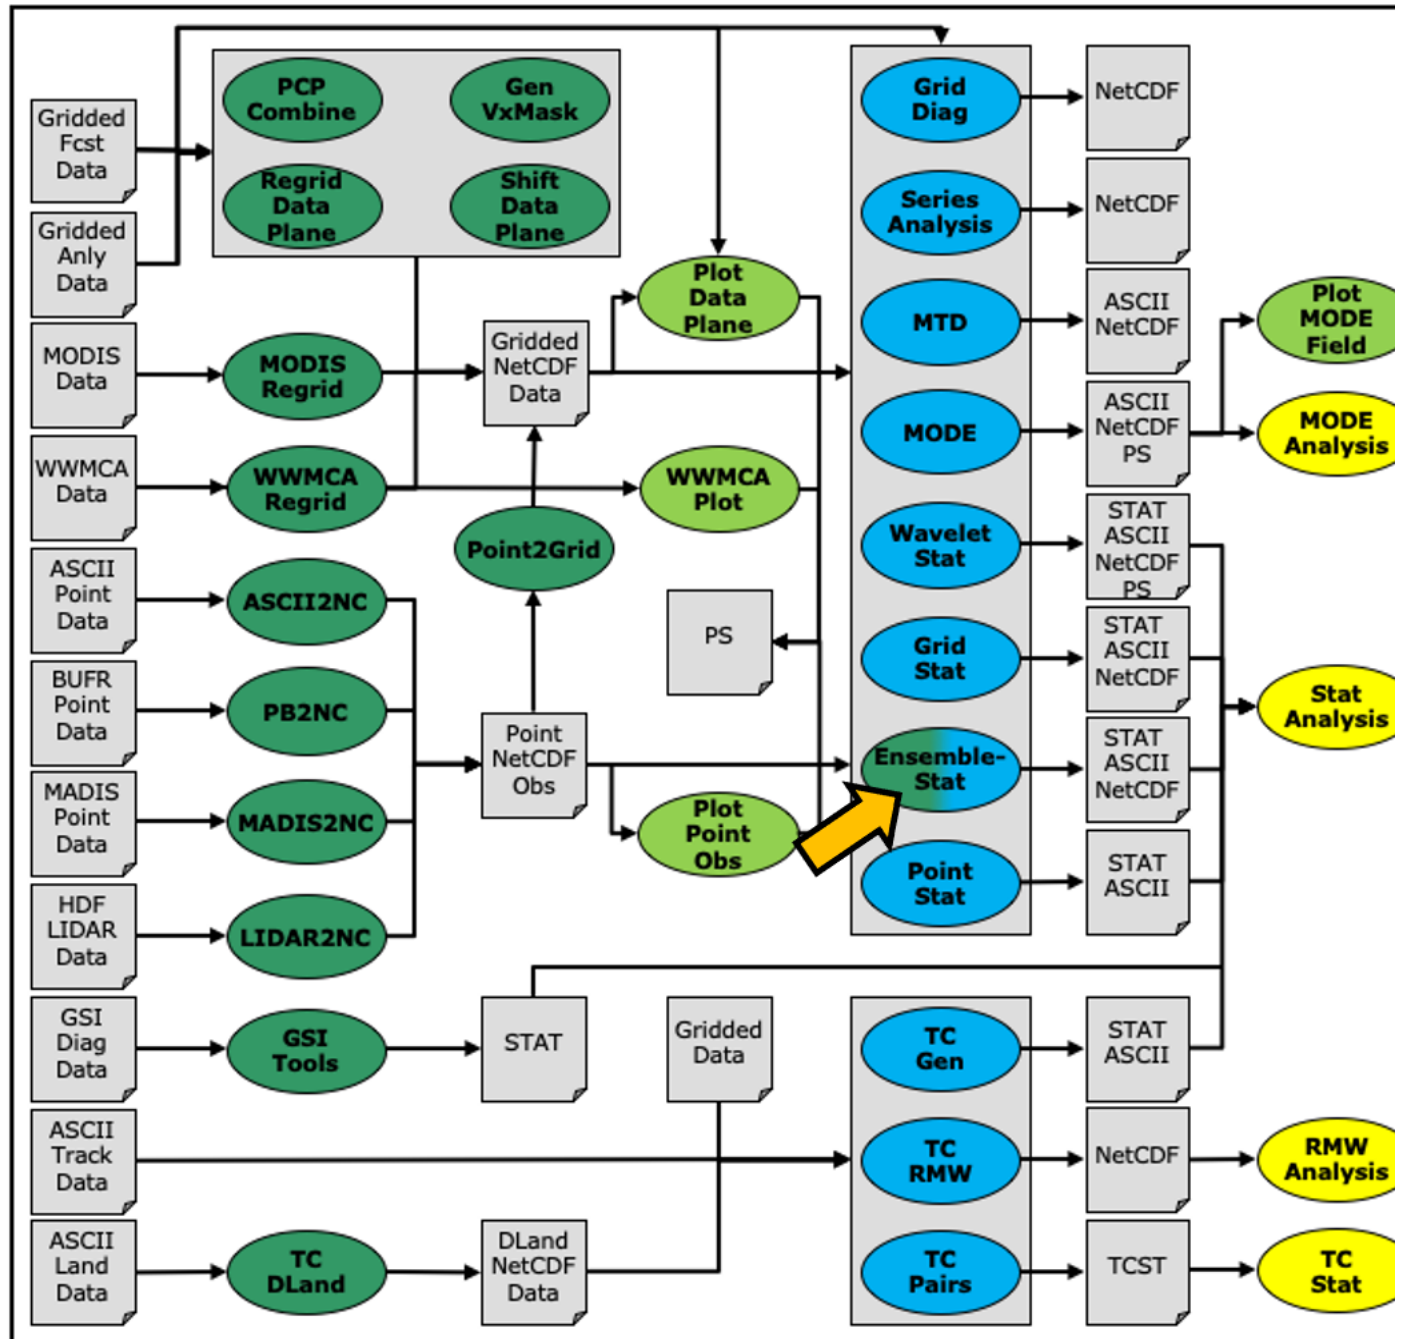 Gridded
Fcst
Data
Gridded
Anly
Data
MODIS
Data
WWMCA
Data
ASCII
Point
Data
BUFR
Point
Data
MADIS
Point
Data
HDF
LIDAR
Data
GSI
Diag
Data
ASCII
Track
Data
ASCII
Land
Data
PCP
Combine
Gen
VxMask
Regrid
Data
Plane
Shift
Data
Plane
MODIS
Regrid
WWMCA
Regrid
ASCII2NC
PB2NC
MADIS2NC
LIDAR2NC
GSI
Tools
TC
DLand
Gridded
NetCDF
Data
Point2Grid
Point
NetCDF
Obs
STAT
DLand
NetCDF
Data
Plot
Data
Plane
WWMCA
Plot
PS
Plot
Point
Obs
Gridded
Data
Grid
Diag
Series
Analysis
MTD
MODE
Wavelet
Stat
Grid
Stat
Ensemble-
Stat
Point
Stat
TC
Gen
TC
RMW
TC
Pairs
NetCDF
NetCDF
ASCII
NetCDF
ASCII
NetCDF
PS
STAT
ASCII
NetCDF
PS
STAT
ASCII
NetCDF
STAT
ASCII
NetCDF
STAT
ASCII
STAT
ASCII
NetCDF
TCST
Plot
MODE
Field
MODE
Analysis
Stat
Analysis
RMW
Analysis
TC
Stat